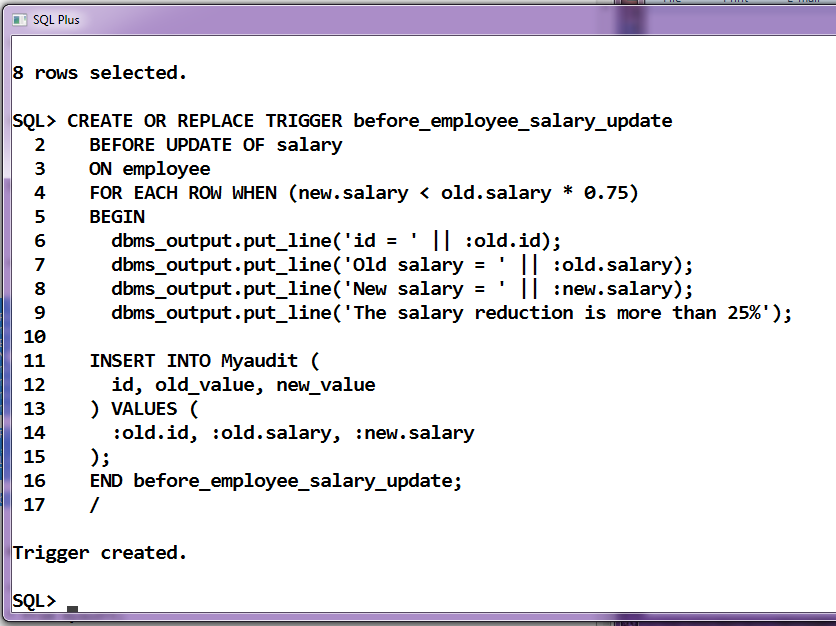 SQL Plus
8 rows selected.
SQL> CREATE OR REPLACE TRIGGER before_employee_salary_update
  2    BEFORE UPDATE OF salary
  3    ON employee
  4    FOR EACH ROW WHEN (new.salary < old.salary * 0.75)
  5    BEGIN
  6      dbms_output.put_line('id = ' || :old.id);
  7      dbms_output.put_line('Old salary = ' || :old.salary);
  8      dbms_output.put_line('New salary = ' || :new.salary);
  9      dbms_output.put_line('The salary reduction is more than 25%');
 10
 11    INSERT INTO Myaudit (
 12      id, old_value, new_value
 13    ) VALUES (
 14      :old.id, :old.salary, :new.salary
 15    );
 16    END before_employee_salary_update;
 17    /
Trigger created.
SQL>